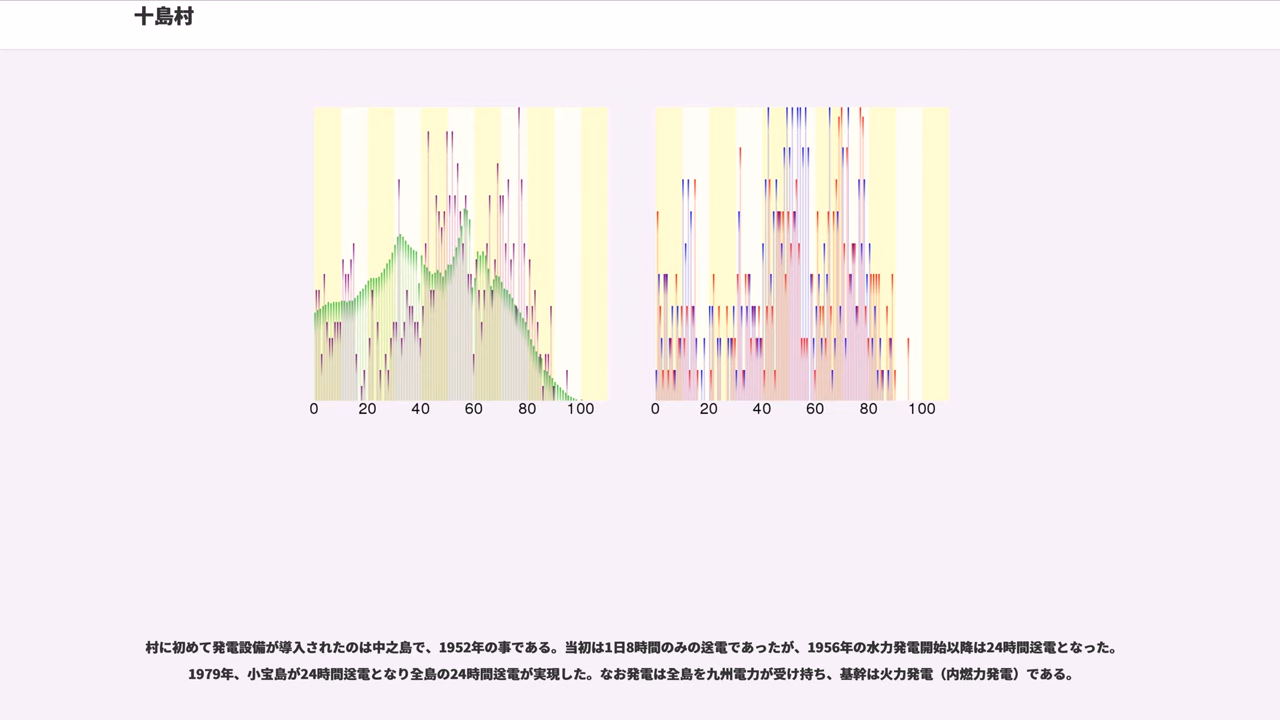 十島村
0 20 40 60 80 100
0 20 40 60 80 100
村に初めて発電設備が導入されたのは中之島で、1952年の事である。当初は1日8時間のみの送電であったが、1956年の水力発電開始以降は24時間送電となった。
1979年、小宝島が24時間送電となり全島の24時間送電が実現した。なお発電は全島を九州電力が受け持ち、基幹は火力発電（内燃力発電）である。